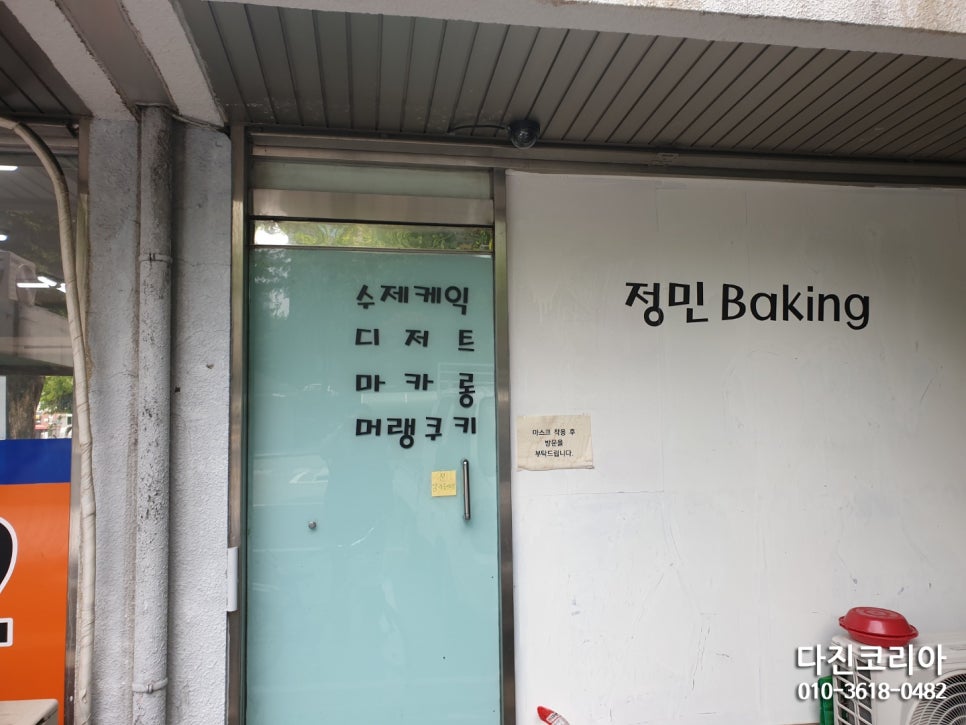 수제케익
디저트
마카롱
머랭쿠키
정민 Baking
마스크 착용 후
방문을
부탁드립니다.
다진코리아
010-3618-0482